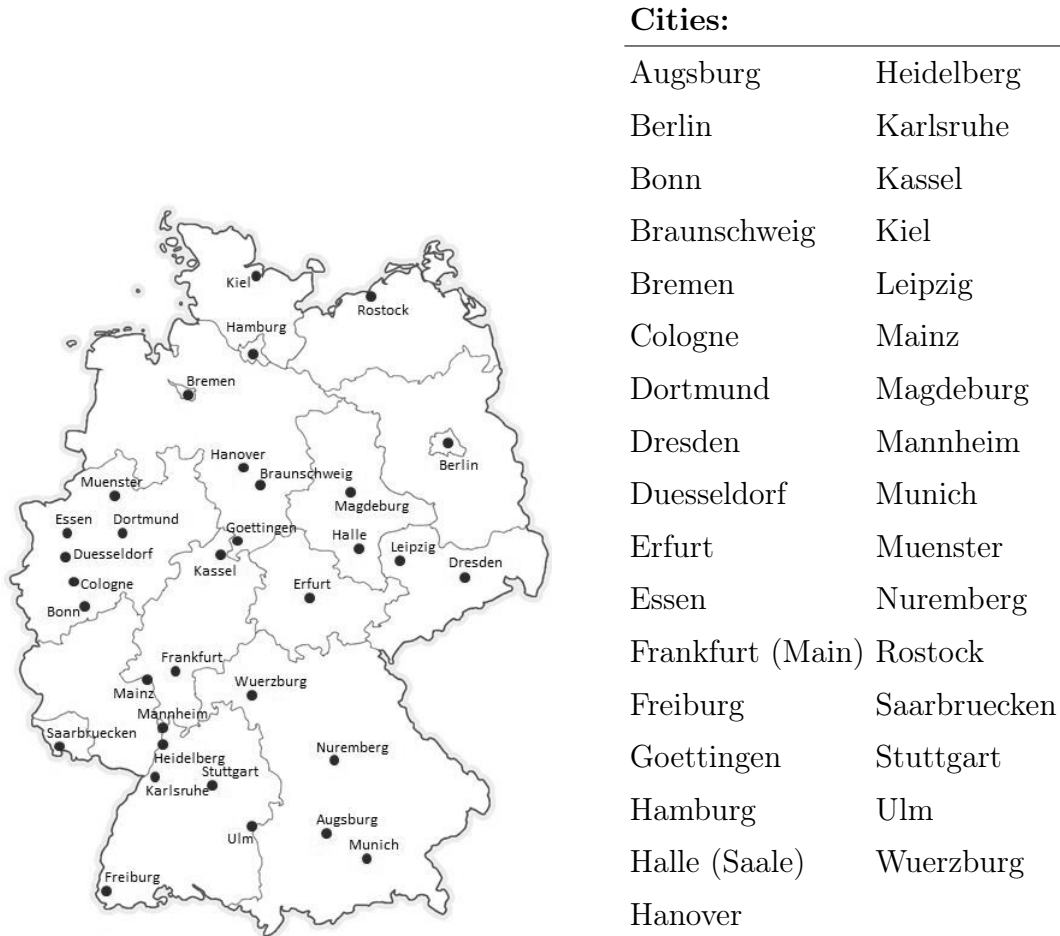 Cities:
Augsburg Heidelberg
Berlin Karlsruhe
Bonn Kassel
Braunschweig Kiel
Bremen Leipzig
Cologne Mainz
Dortmund Magdeburg
Dresden Mannheim
Duesseldorf Munich
Erfurt Muenster
Essen Nuremberg
Frankfurt (Main) Rostock
Freiburg Saarbruecken
Goettingen Stuttgart
Hamburg Ulm
Halle (Saale) Wuerzburg
Hanover
Kiel
Rostock
Hamburg
Bremen
Hanover
Berlin
Braunschweig
Muenster
Magdeburg
Essen
Dortmund
Goettingen
Halle
Leipzig
Duesseldorf
Kassel
Dresden
Cologne
Erfurt
Bonn
Frankfurt
Mainz
Wuerzburg
Mannheim
Saarbruecken
Nuremberg
Heidelberg
Stuttgart
Karlsruhe
Augsburg
Ulm
Munich
Freiburg